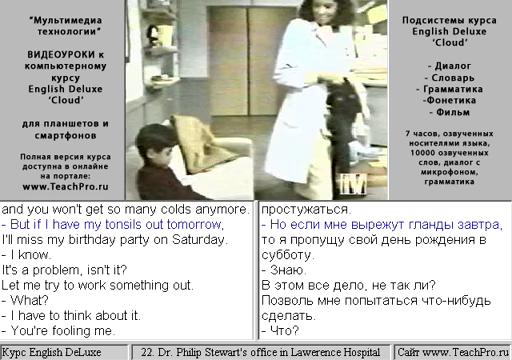 "Мультимедиа
технологии"
ВИДЕОУРОКИ к
компьютерному
курсу
English Deluxe
'Cloud'
для планшетов и
смартфонов
Полная версия курса
доступна в онлайне
на портале:
www.TeachPro.ru
Подсистемы курса
English Deluxe
'Cloud'
- Диалог
- Словарь
- Грамматика
-Фонетика
- Фильм
7 часов, озвученных
носителями языка,
10000 озвученных
слов, диалог с
микрофоном,
грамматика
and you won't get so many colds anymore.
- But if I have my tonsils out tomorrow,
I'll miss my birthday party on Saturday.
- I know.
It's a problem, isn't it?
Let me try to work something out.
- What?
- I have to think about it.
- You're fooling me.
простужаться.
- Но если мне вырежут гланды завтра,
то я пропущу свой день рождения в
субботу.
- Знаю.
В этом все дело, не так ли?
Позволь мне попытаться что-нибудь
сделать.
- Что?
Курс English DeLuxe
22. Dr. Philip Stewart's office in Lawerence Hospital
Сайт www.TeachPro.ru